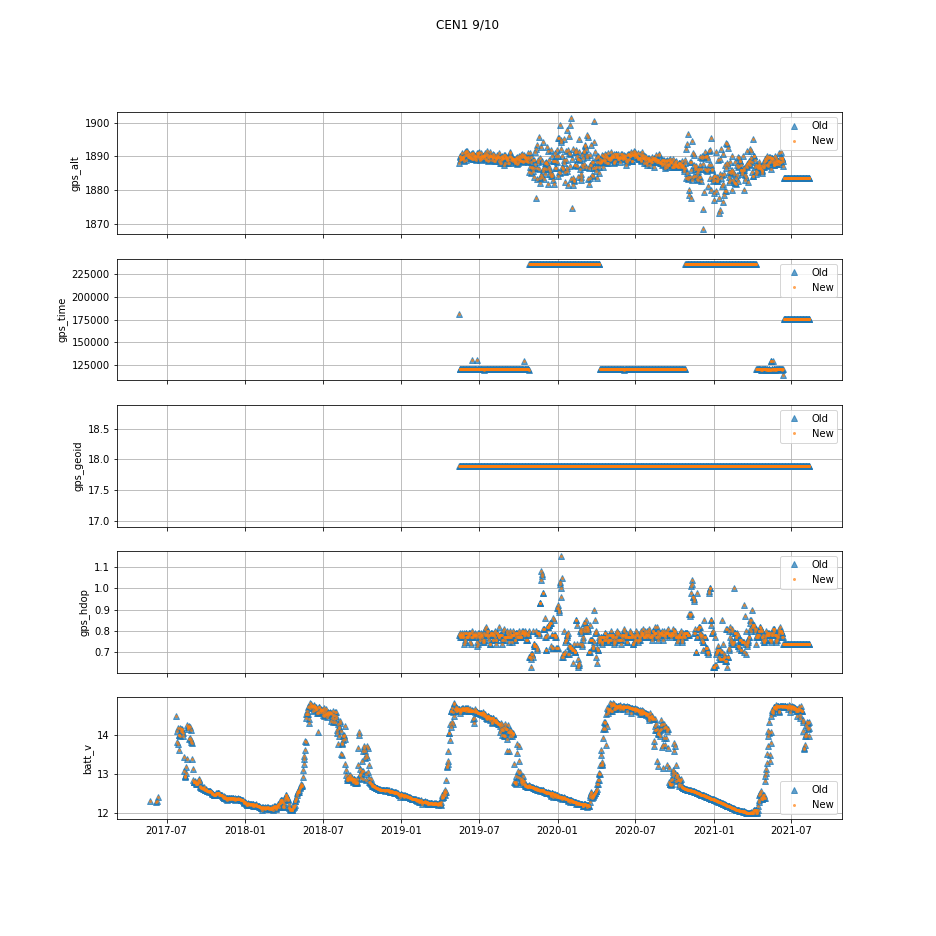 CEN1 9/10
1900
1890
1880
1870
gps_alt
Old
New
225000
200000
175000
150000
125000
gps_time
Old
New
18.5
18.0
17.5
17.0
gps_geoid
Old
New
1.1
1.0
0.9
0.8
0.7
gps_hdop
Old
New
14
13
12
batt_v
Old
New
2017-07 2018-01 2018-07 2019-01 2019-07 2020-01 2020-07 2021-01 2021-07